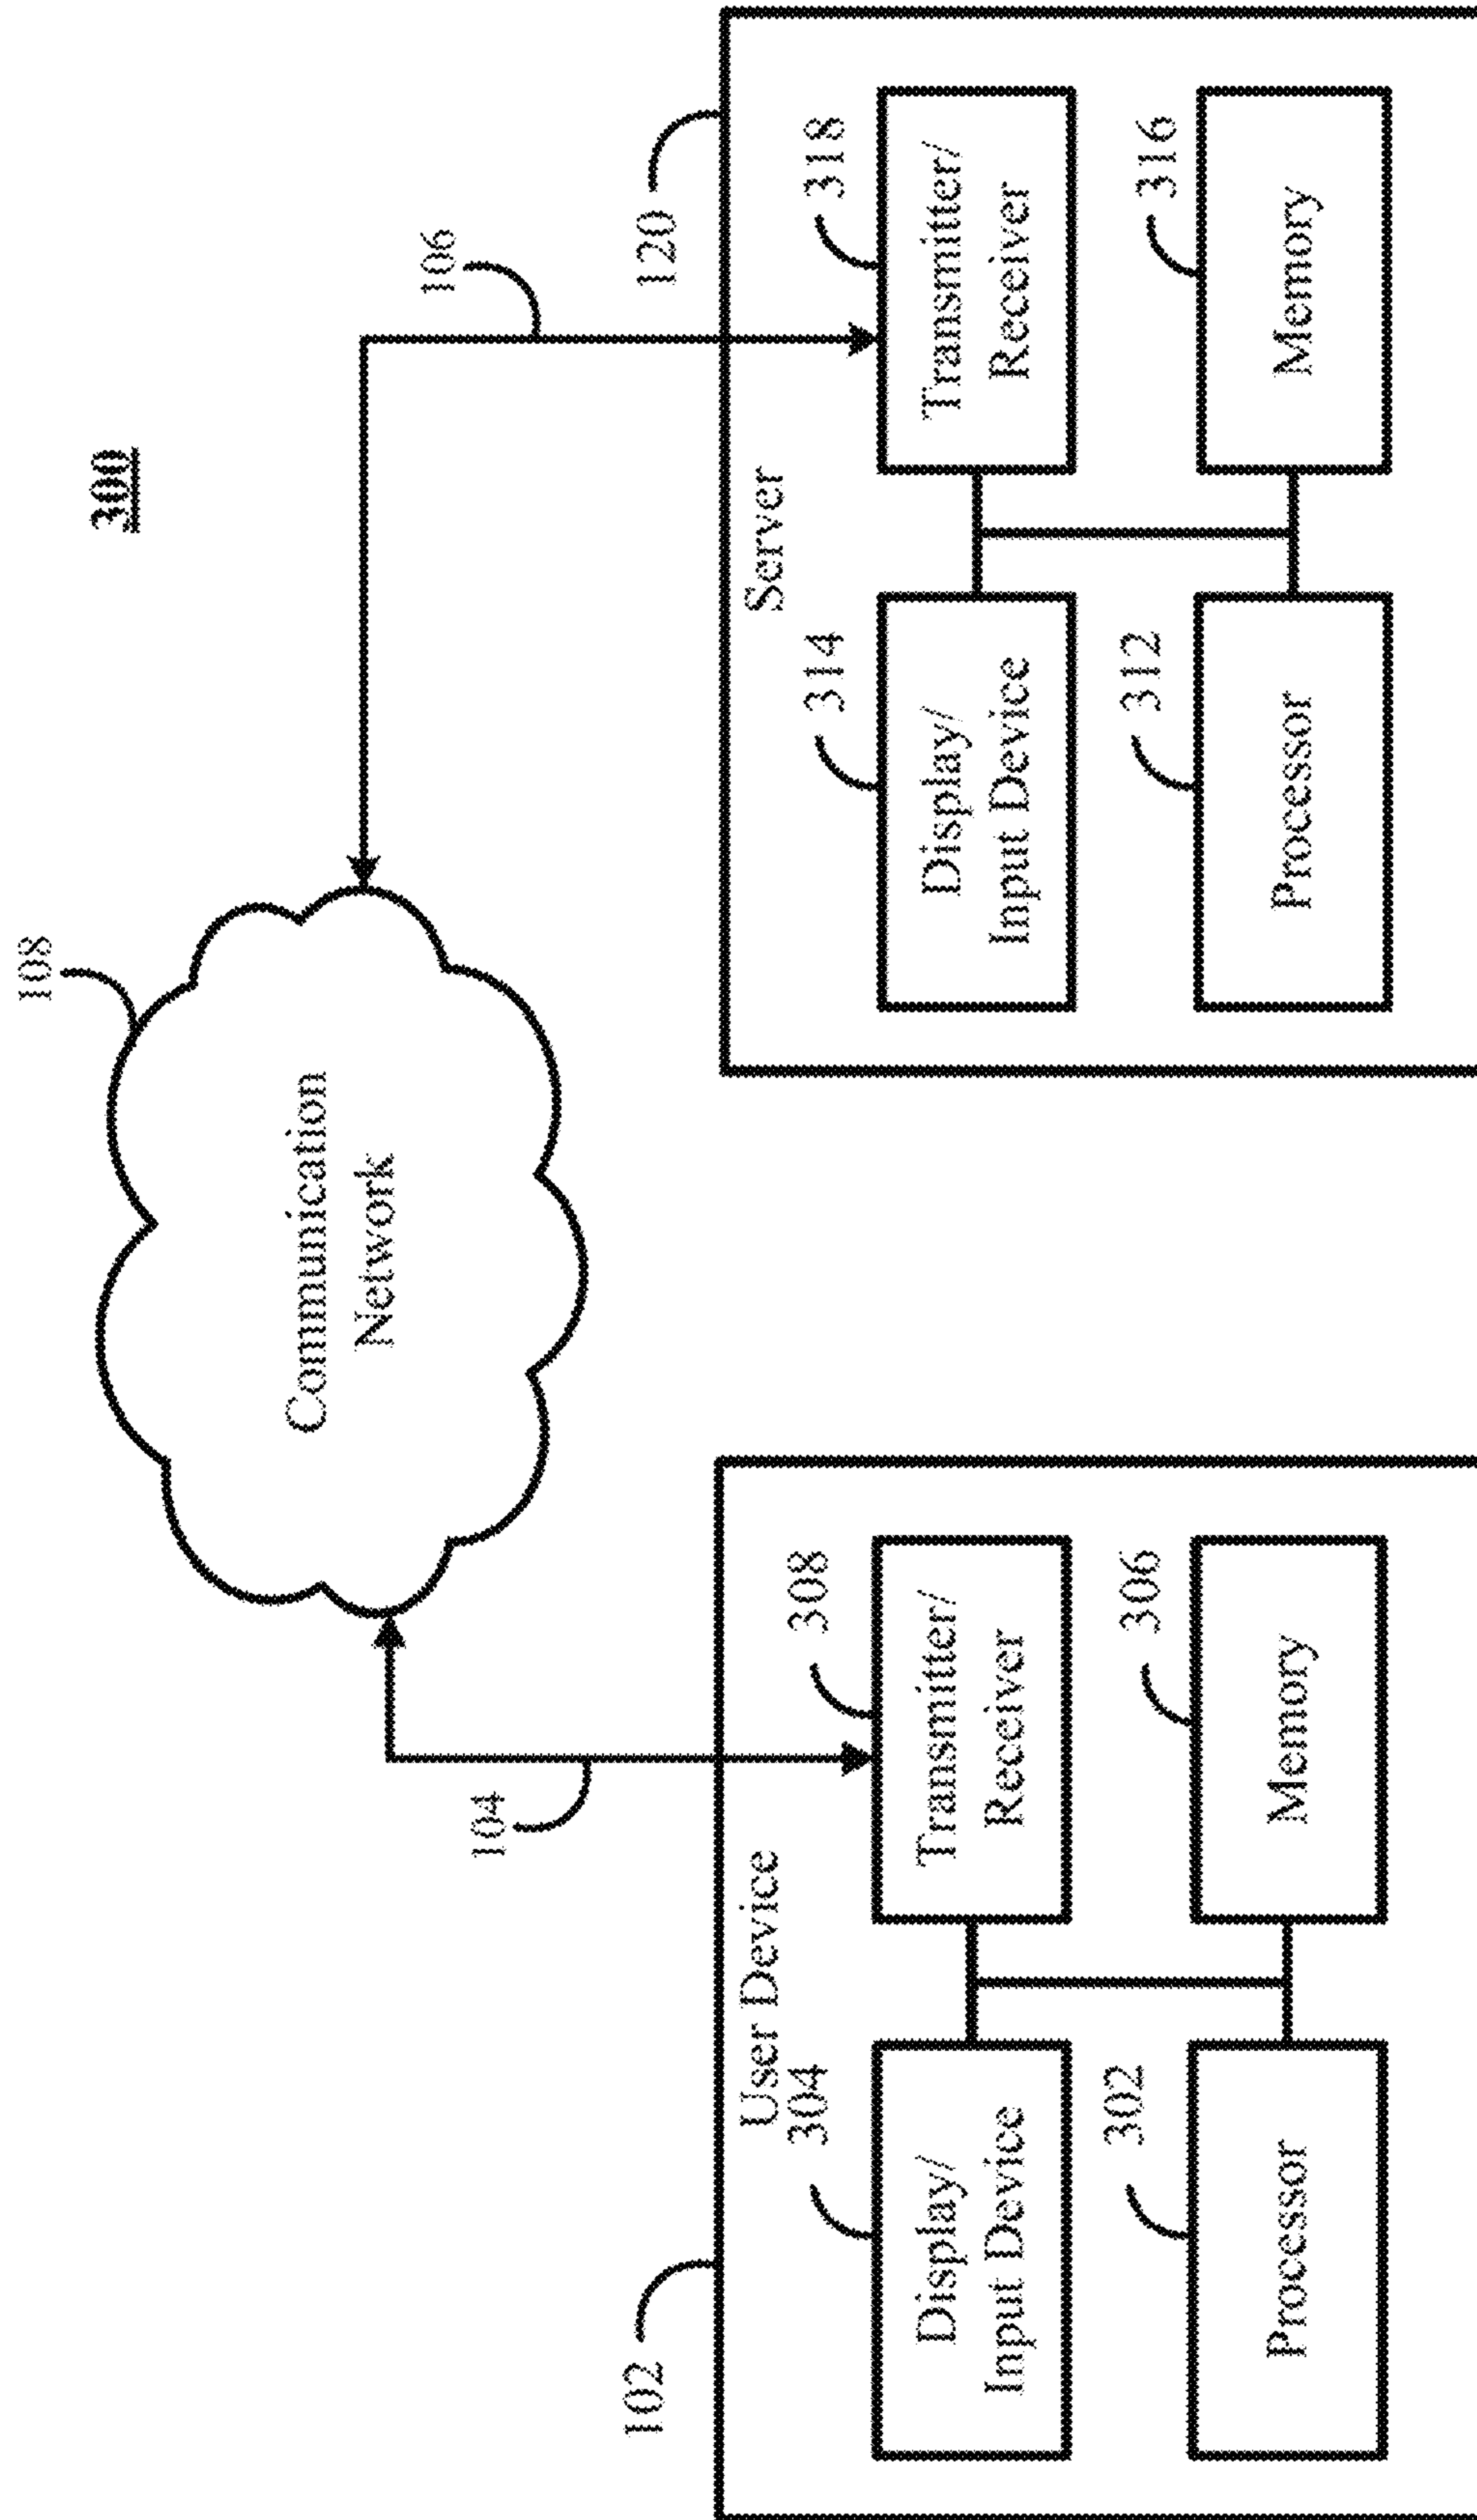 300
108
Communication
Network
106
104
102
120
User Device
Server
304
308
Display/
Input Device
Transmitter/
Receiver
302
306
Processor
Memory
314
318
Display/
Input Device
Transmitter/
Receiver
312
316
Processor
Memory